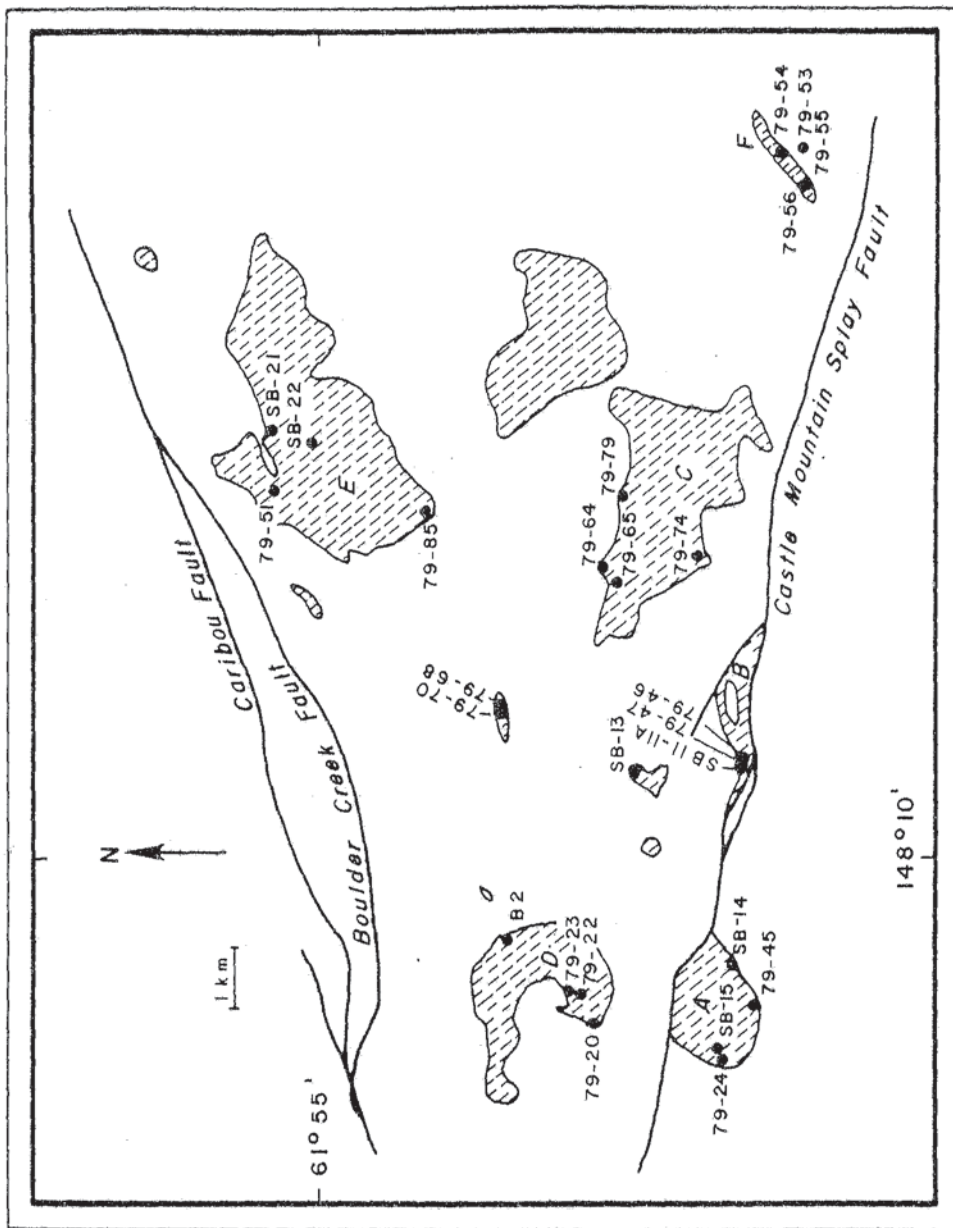 N
1 km
61° 55'
148° 10'
Caribou Fault
Boulder Creek Fault
Castle Mountain Splay Fault
79-51
SB-21
SB-22
E
79-85
79-70
79-68
B2
D
79-23
79-22
79-20
SB-13
79-64
79-65
79-79
79-74
C
SB 11-11A
79-47
79-46
B
A
SB-14
SB-15
79-45
79-24
F
79-54
79-53
79-55
79-56